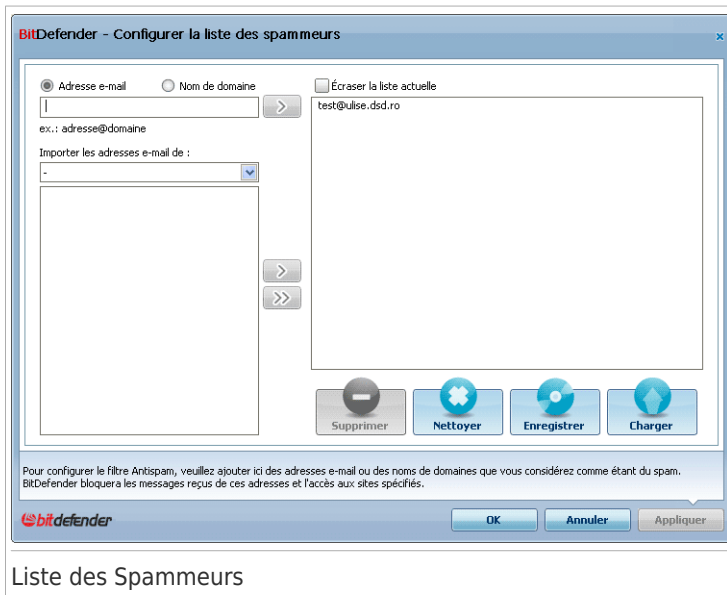 BitDefender - Configurer la liste des spammeurs
Adresse e-mail
Nom de domaine
ex.: adresse@domaine
Importer les adresses e-mail de :
-
Écraser la liste actuelle
test@ulise.dsd.ro
Supprimer
Nettoyer
Enregistrer
Charger
Pour configurer le filtre Antispam, veuillez ajouter ici des adresses e-mail ou des noms de domaines que vous considérez comme étant du spam.
BitDefender bloquera les messages reçus de ces adresses et l'accès aux sites spécifiés.
bitdefender
OK
Annuler
Appliquer
Liste des Spammeurs